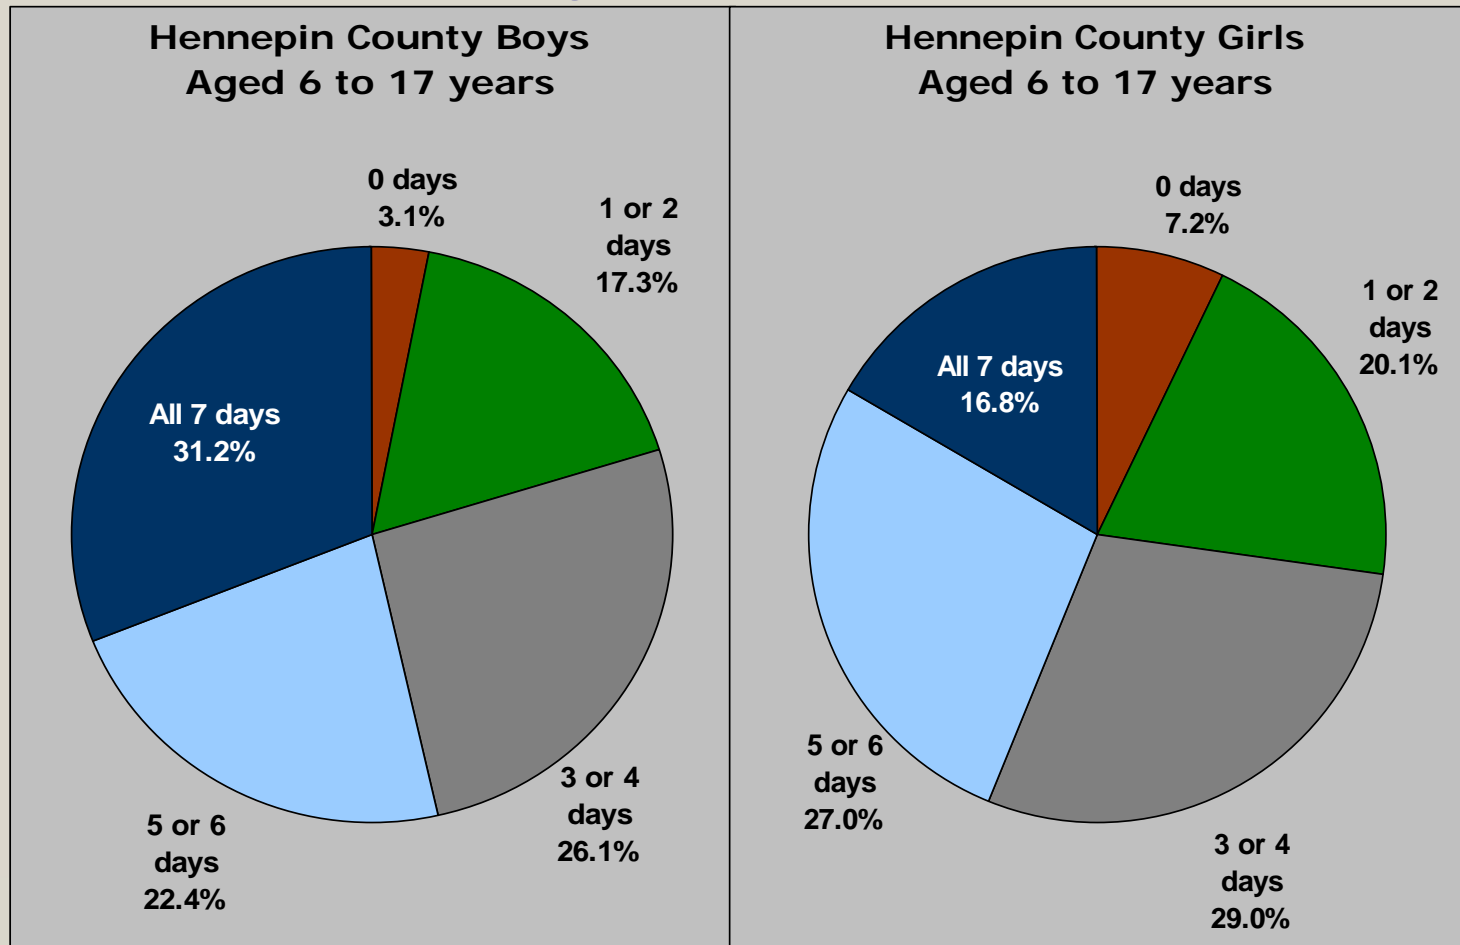 Hennepin County Boys
Aged 6 to 17 years
0 days
3.1%
1 or 2
days
17.3%
All 7 days
31.2%
3 or 4
days
26.1%
5 or 6
days
22.4%
Hennepin County Girls
Aged 6 to 17 years
0 days
7.2%
1 or 2
days
20.1%
All 7 days
16.8%
5 or 6
days
27.0%
3 or 4
days
29.0%